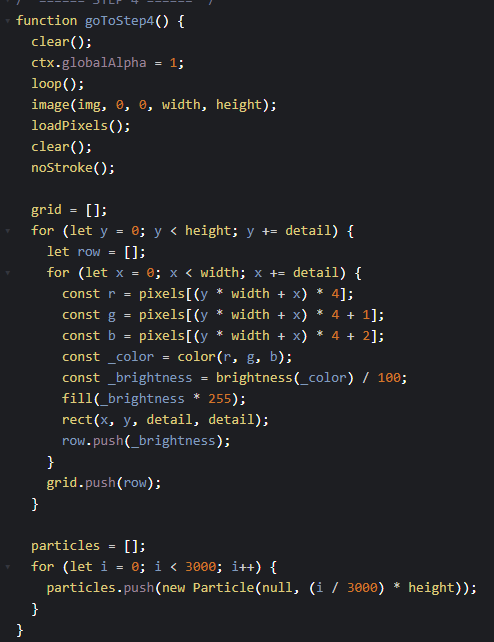 /* ====== STEP 4 ====== */
function goToStep4() {
  clear();
  ctx.globalAlpha = 1;
  loop();
  image(img, 0, 0, width, height);
  loadPixels();
  clear();
  noStroke();

  grid = [];
  for (let y = 0; y < height; y += detail) {
    let row = [];
    for (let x = 0; x < width; x += detail) {
      const r = pixels[(y * width + x) * 4];
      const g = pixels[(y * width + x) * 4 + 1];
      const b = pixels[(y * width + x) * 4 + 2];
      const _color = color(r, g, b);
      const _brightness = brightness(_color) / 100;
      fill(_brightness * 255);
      rect(x, y, detail, detail);
      row.push(_brightness);
    }
    grid.push(row);
  }

  particles = [];
  for (let i = 0; i < 3000; i++) {
    particles.push(new Particle(null, (i / 3000) * height));
  }
}